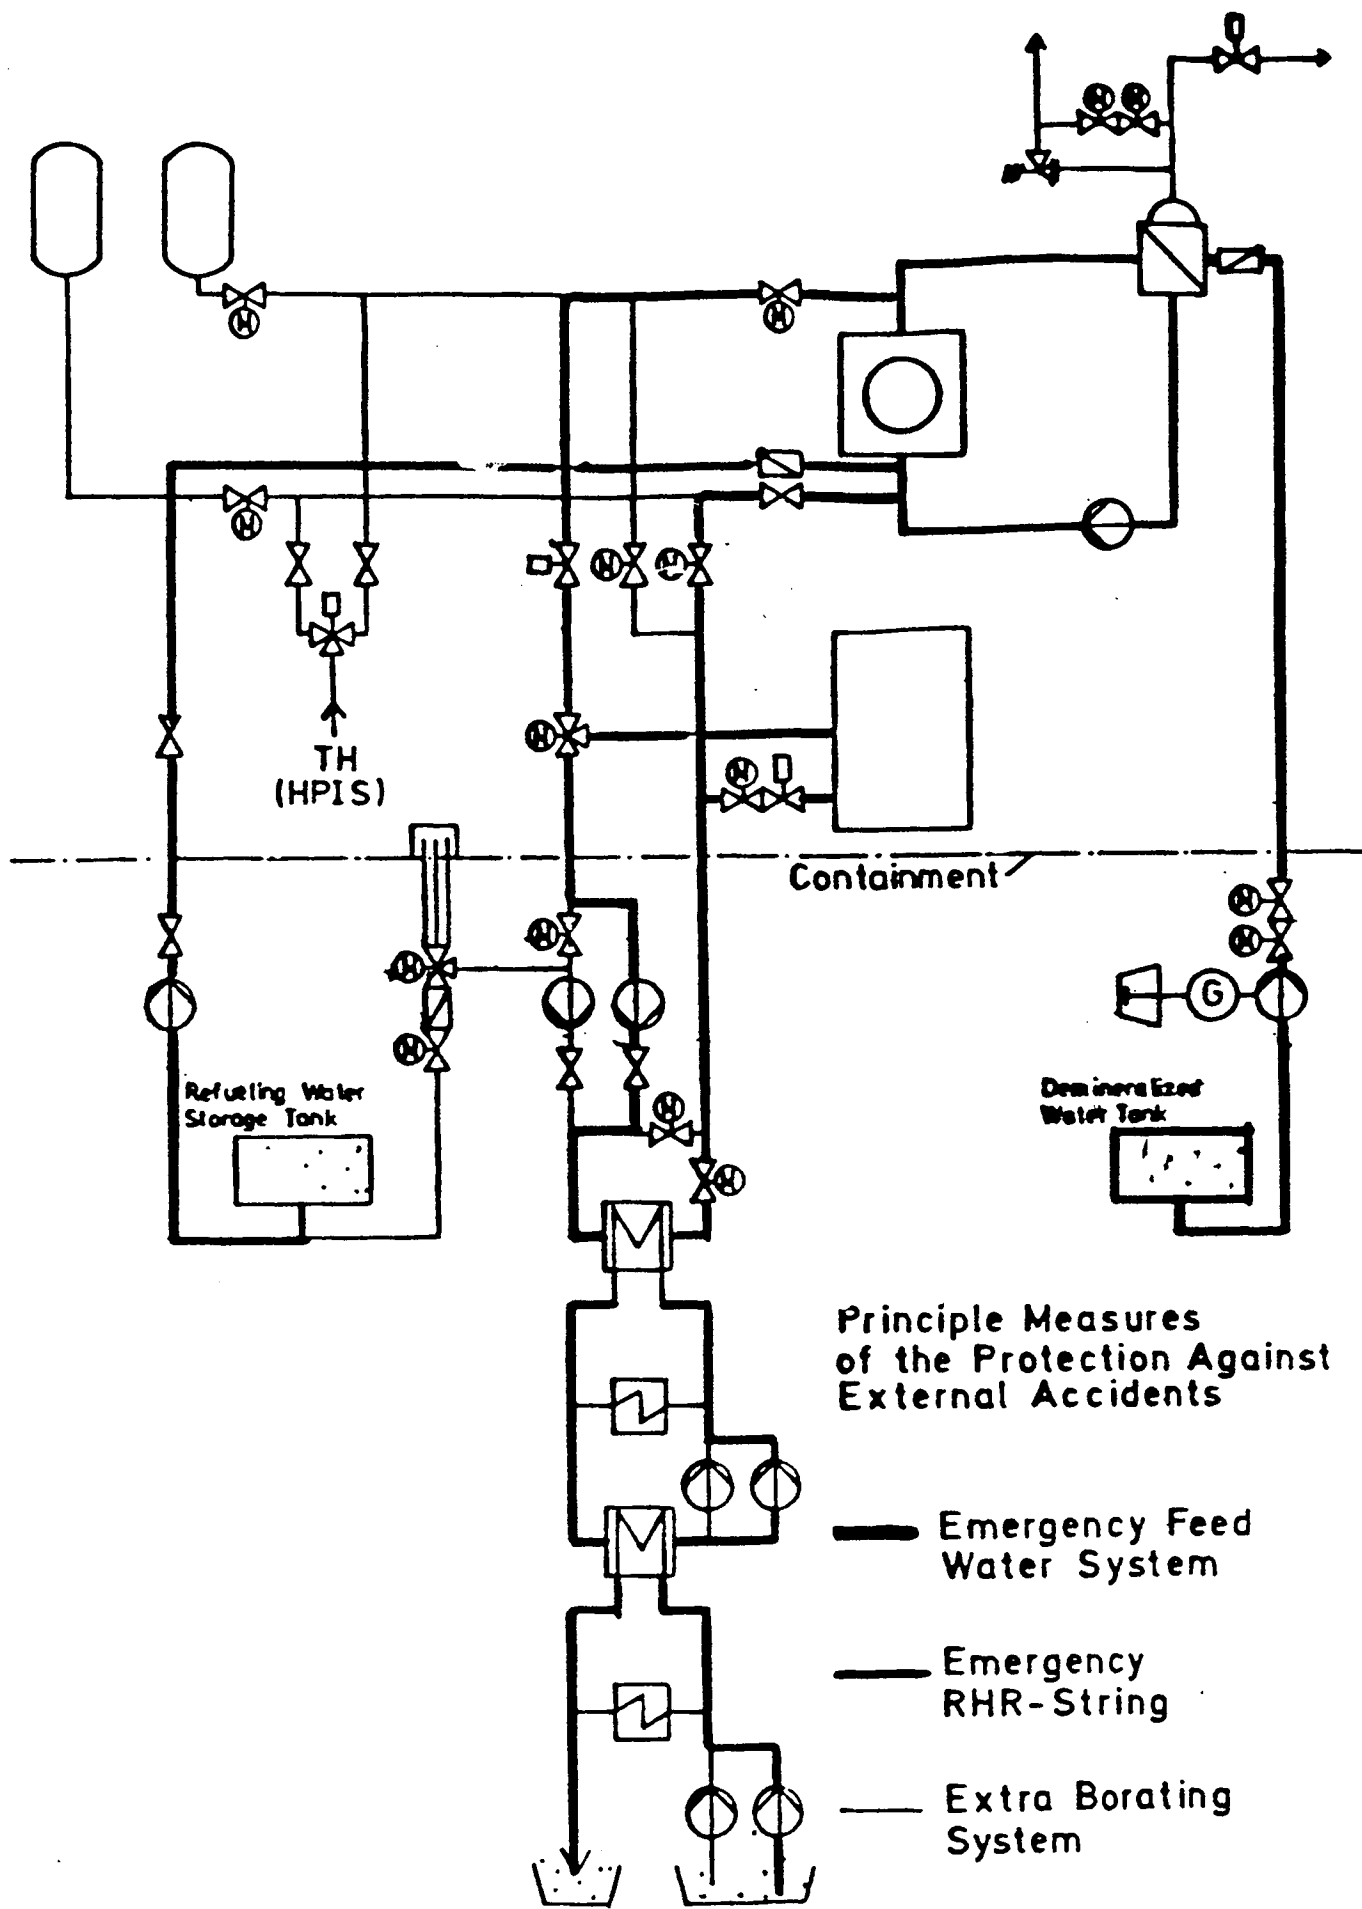 M M
M
M
M
M M
M
TH
(HPIS)
M
M
Containment
M
M
M
M
G
M
Refueling Water
Storage Tank
Demineralized
Water Tank
M
M
Principle Measures
of the Protection Against
External Accidents
Emergency Feed
Water System
Emergency
RHR-String
Extra Borating
System